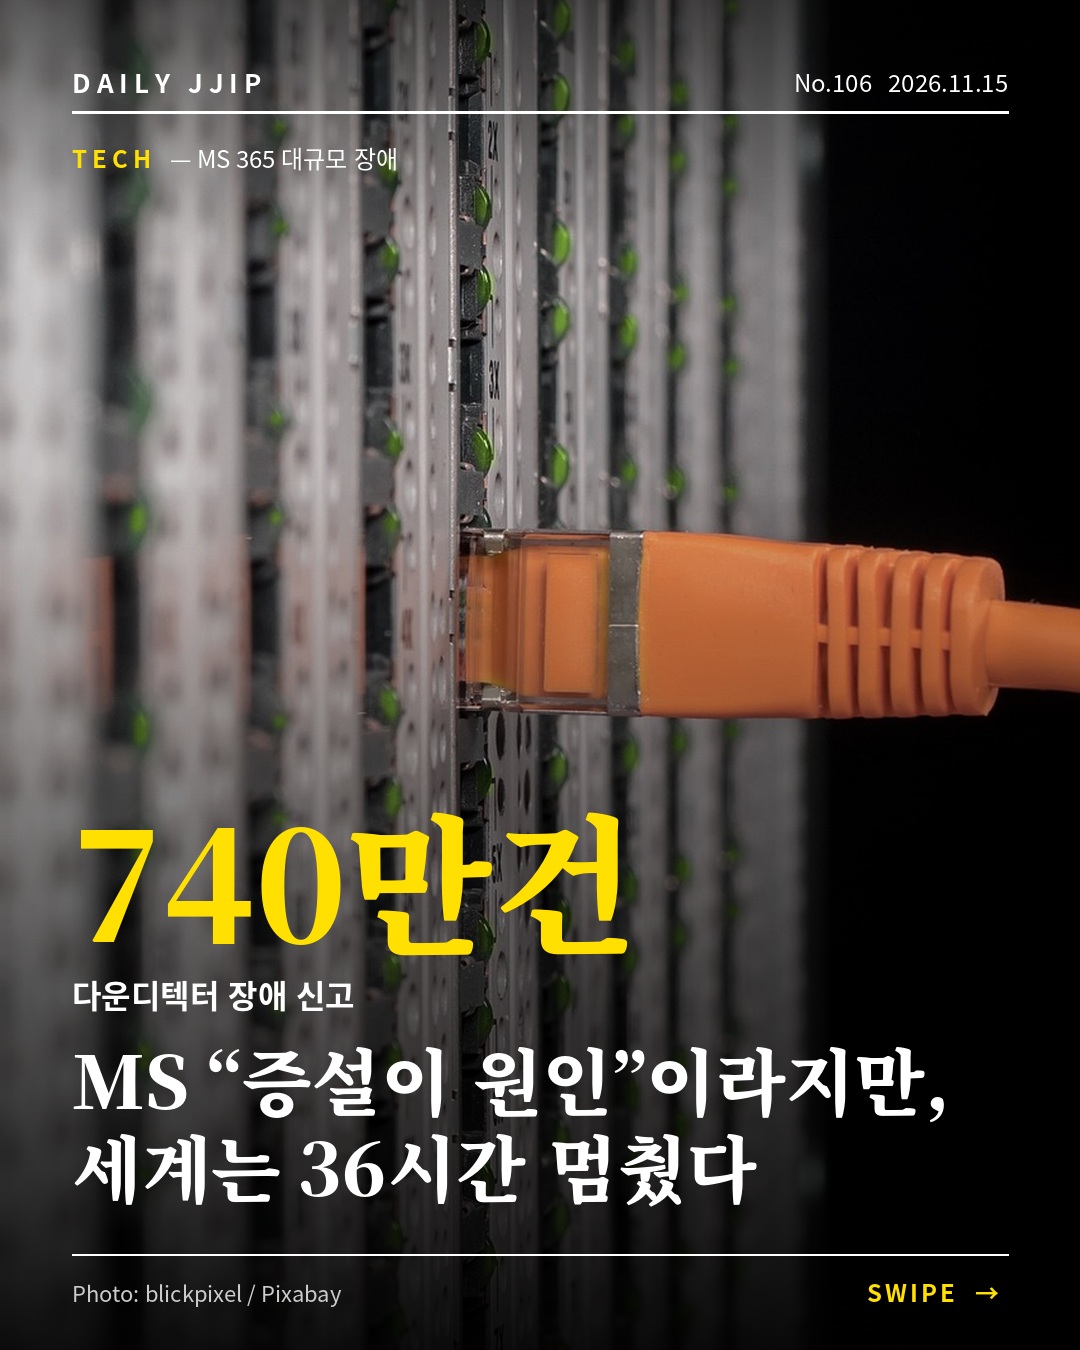 DAILY JJIP
No.106 2026.11.15
TECH — MS 365 대규모 장애
2X
3X
740만건
다운디텍터 장애 신고
MS “증설이 원인”이라지만,
세계는 36시간 멈췄다
Photo: blickpixel / Pixabay
SWIPE →